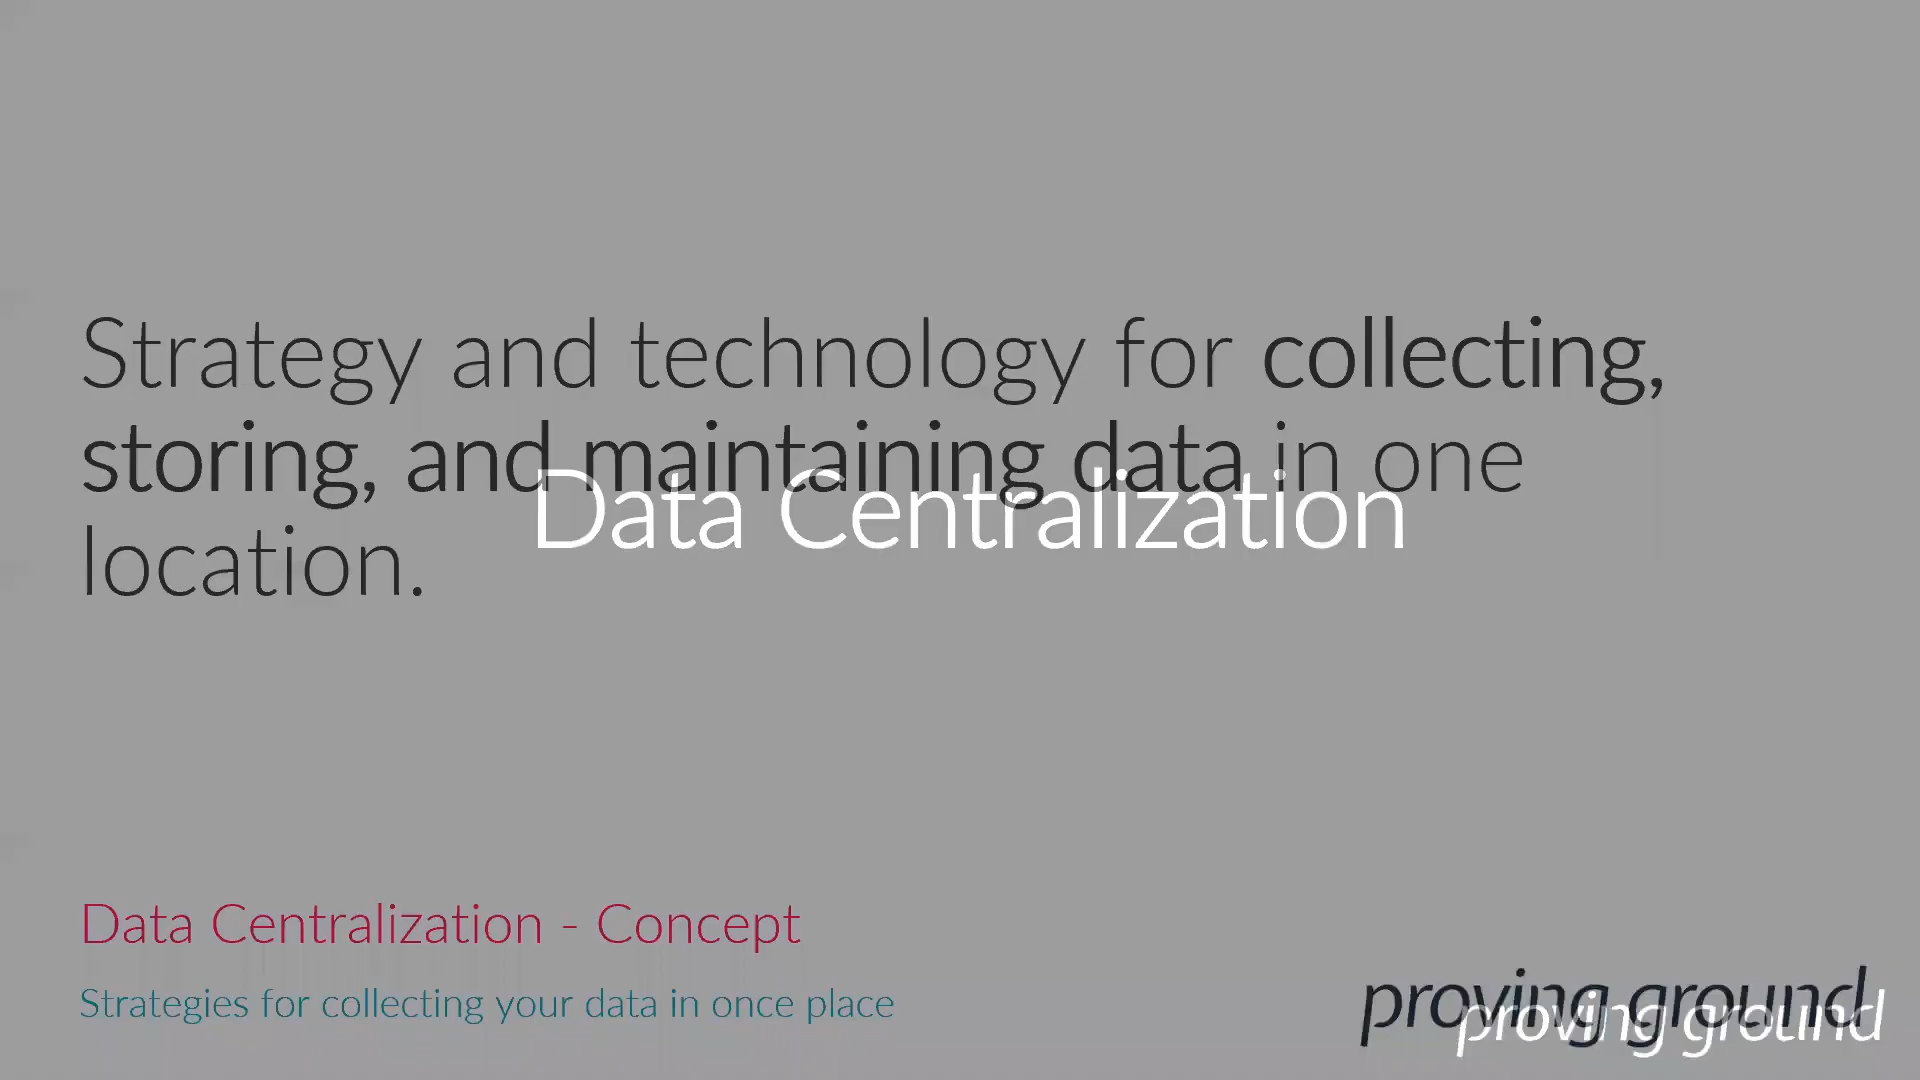 Strategy and technology for collecting,
storing, and maintaining data in one
location.
Data Centralization
Data Centralization - Concept
Strategies for collecting your data in once place
proving ground
proving ground